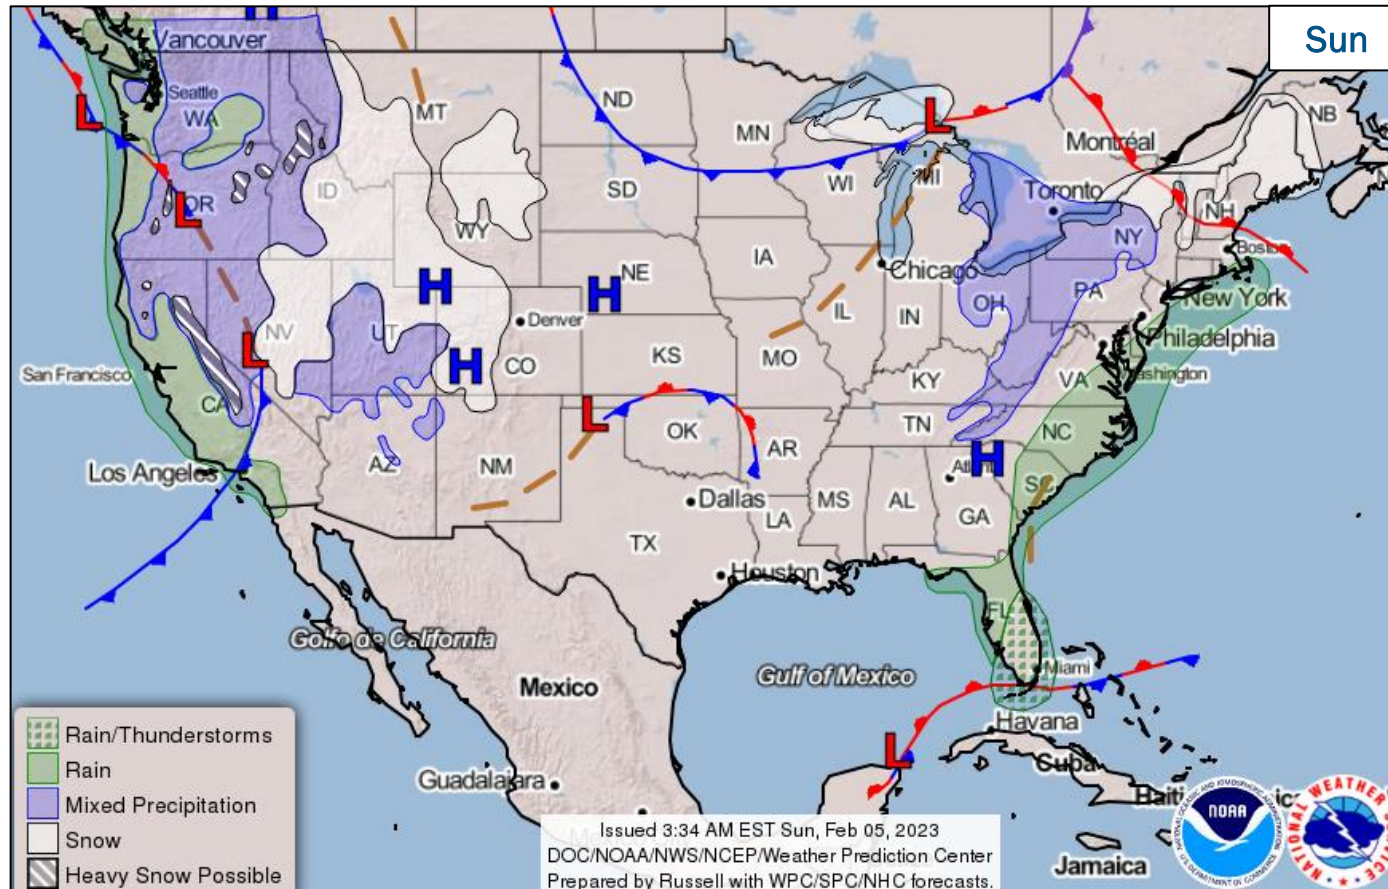 Sun
H
Vancouver
Seattle
WA
MT
ND
MN
L
L
Montréal
NB
ID
OR
L
SD
WI
MI
Toronto
NH
WY
NY
Boston
IA
NE
Chicago
H
H
PA
New York
OH
IL
IN
Denver
NV
UT
L
H
CO
KS
MO
Philadelphia
San Francisco
KY
VA
Washington
CA
L
TN
NC
OK
AR
Los Angeles
AZ
NM
H
SC
Dallas
MS
AL
GA
LA
TX
Houston
FL
Golfo de California
Miami
Gulf of Mexico
Mexico
Havana
L
Cuba
Guadalajara
Haiti
Jamaica
Rain/Thunderstorms
Rain
Mixed Precipitation
Snow
Heavy Snow Possible
Issued 3:34 AM EST Sun, Feb 05, 2023
DOC/NOAA/NWS/NCEP/Weather Prediction Center
Prepared by Russell with WPC/SPC/NHC forecasts.
NOAA
NATIONAL WEATHER SERVICE